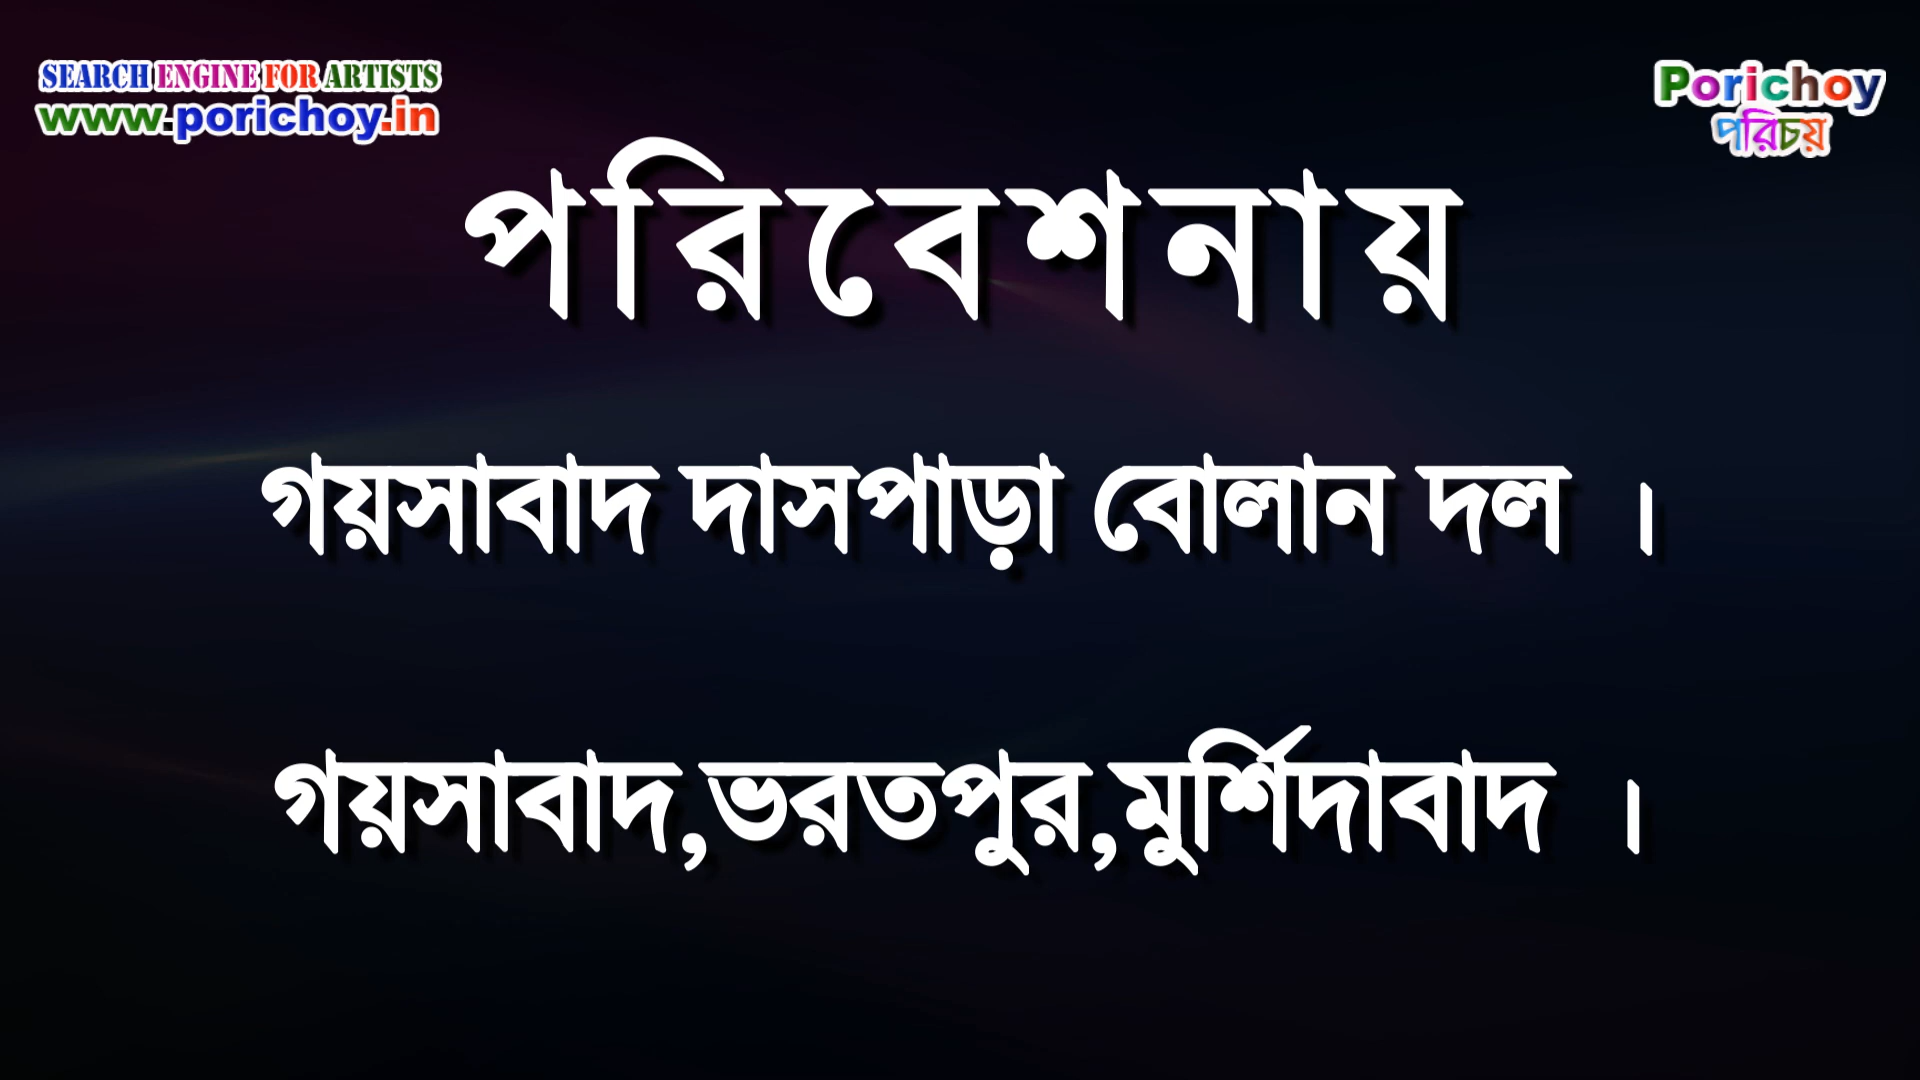 SEARCH ENGINE FOR ARTISTS
www.porichoy.in
Porichoy
পরিচয়
পরিবেশনায়
গয়সাবাদ দাসপাড়া বোলান দল ।
গয়সাবাদ,ভরতপুর,মুর্শিদাবাদ ।